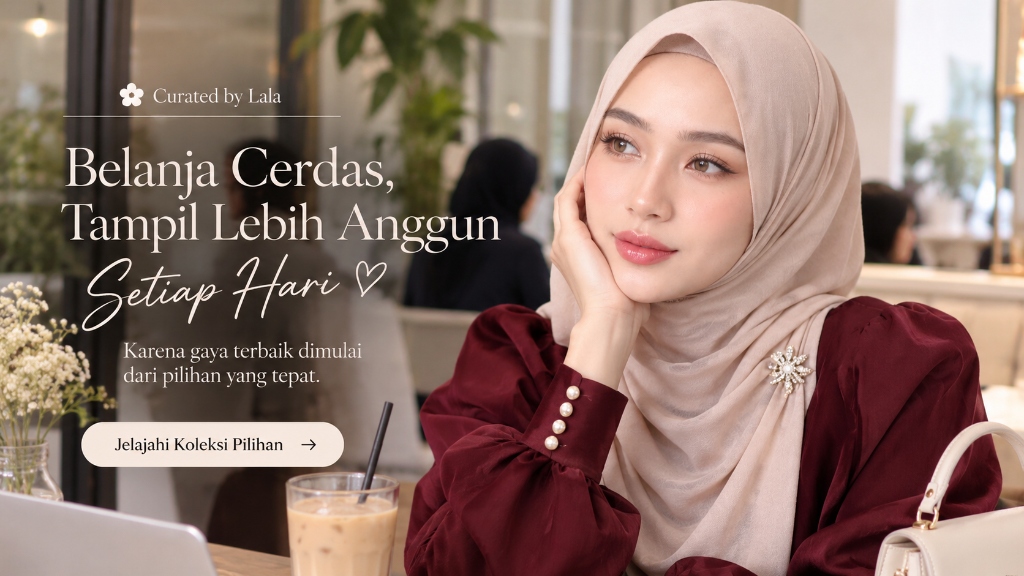 Curated by Lala
Belanja Cerdas,
Tampil Lebih Anggun
Setiap Hari
Karena gaya terbaik dimulai
dari pilihan yang tepat.
Jelajahi Koleksi Pilihan →